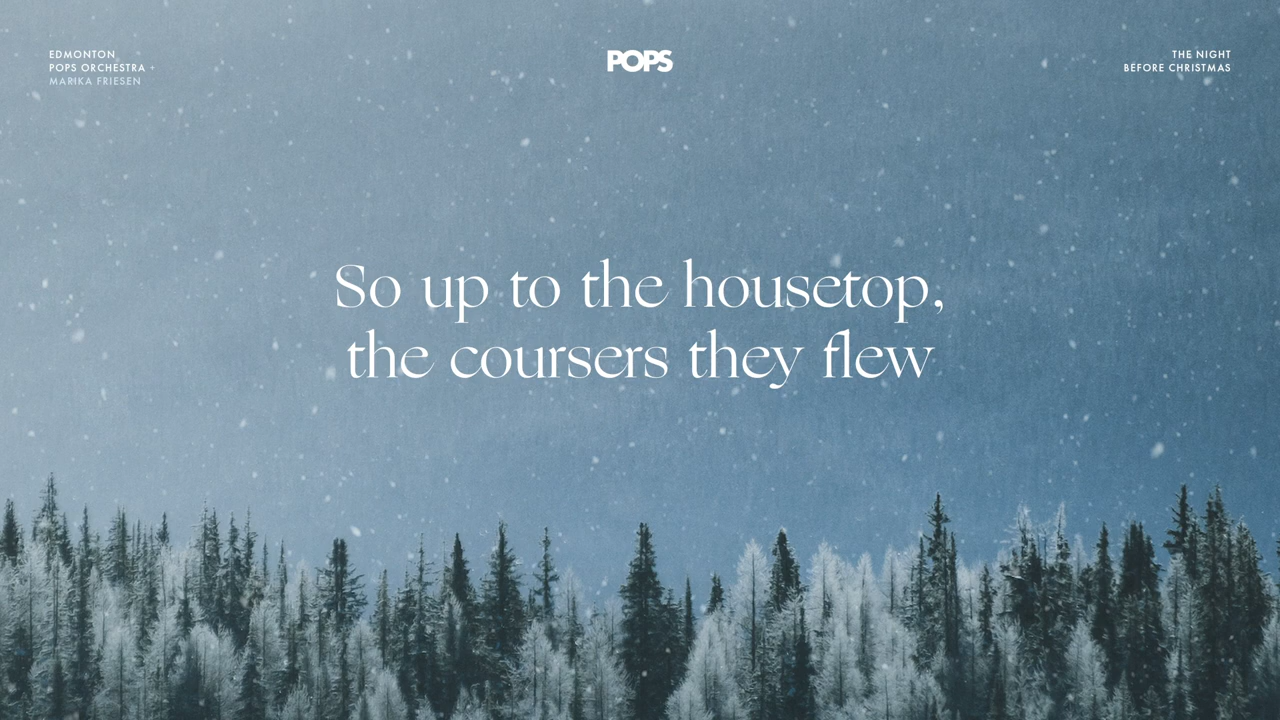 EDMONTON
POPS ORCHESTRA +
MARIKA FRIESEN
POPS
THE NIGHT
BEFORE CHRISTMAS
So up to the housetop,
the coursers they flew